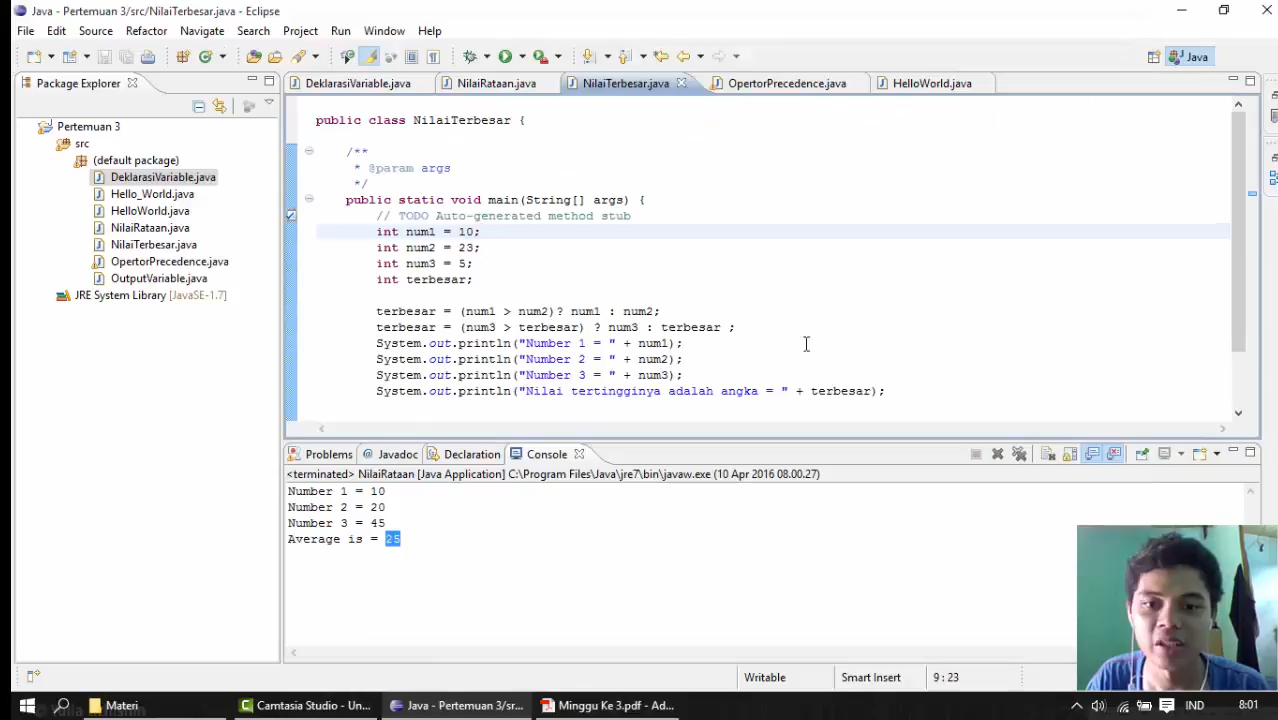 Java - Pertemuan 3/src/NilaiTerbesar.java - Eclipse
File Edit Source Refactor Navigate Search Project Run Window Help
Java
Package Explorer
DeklarasiVariable.java NilaiRataan.java NilaiTerbesar.java OpertorPrecedence.java HelloWorld.java
Pertemuan 3
src
(default package)
DeklarasiVariable.java
Hello_World.java
HelloWorld.java
NilaiRataan.java
NilaiTerbesar.java
OpertorPrecedence.java
OutputVariable.java
JRE System Library [JavaSE-1.7]
public class NilaiTerbesar {
/**
* @param args
*/
public static void main(String[] args) {
// TODO Auto-generated method stub
int num1 = 10;
int num2 = 23;
int num3 = 5;
int terbesar;
terbesar = (num1 > num2)? num1 : num2;
terbesar = (num3 > terbesar) ? num3 : terbesar ;
System.out.println("Number 1 = " + num1);
System.out.println("Number 2 = " + num2);
System.out.println("Number 3 = " + num3);
System.out.println("Nilai tertingginya adalah angka = " + terbesar);
Problems @ Javadoc Declaration Console
<terminated> NilaiRataan [Java Application] C:\Program Files\Java\jre7\bin\javaw.exe (10 Apr 2016 08.00.27)
Number 1 = 10
Number 2 = 20
Number 3 = 45
Average is = 25
Writable Smart Insert 9 : 23
Materi Camtasia Studio - Un... Java - Pertemuan 3/sr... Minggu Ke 3.pdf - Ad... IND 8:01